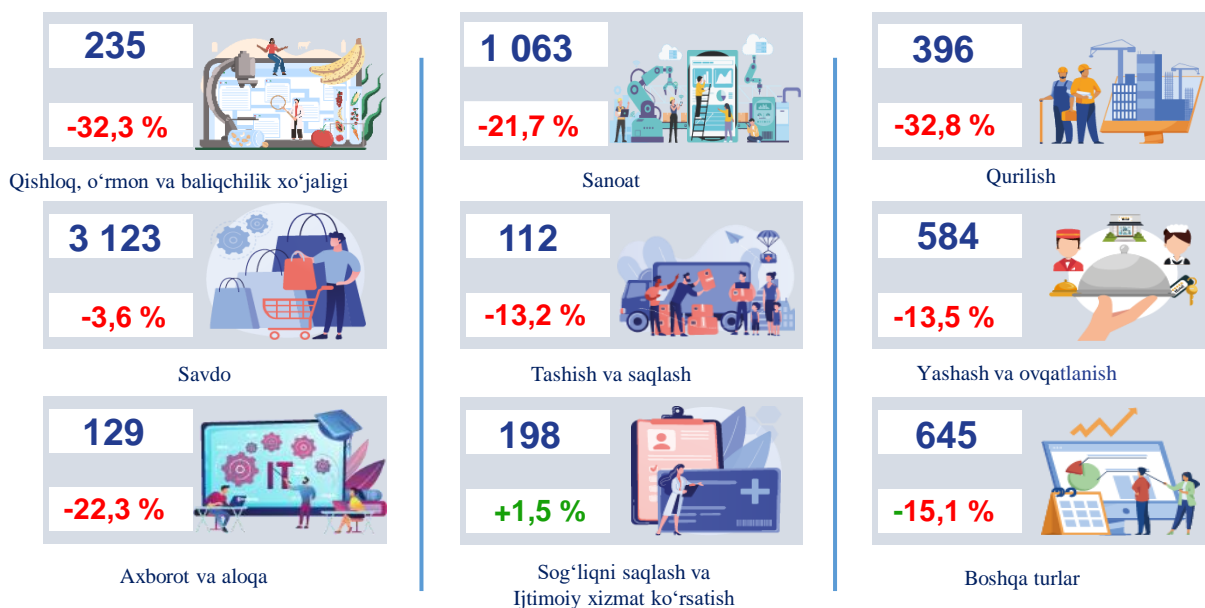 235
-32,3 %
Qishloq, o‘rmon va baliqchilik xo‘jaligi
1 063
-21,7 %
Sanoat
396
-32,8 %
Qurilish
3 123
-3,6 %
Savdo
112
-13,2 %
Tashish va saqlash
584
-13,5 %
Yashash va ovqatlanish
129
-22,3 %
IT
Axborot va aloqa
198
+1,5 %
Sog‘liqni saqlash va
Ijtimoiy xizmat ko‘rsatish
645
-15,1 %
Boshqa turlar